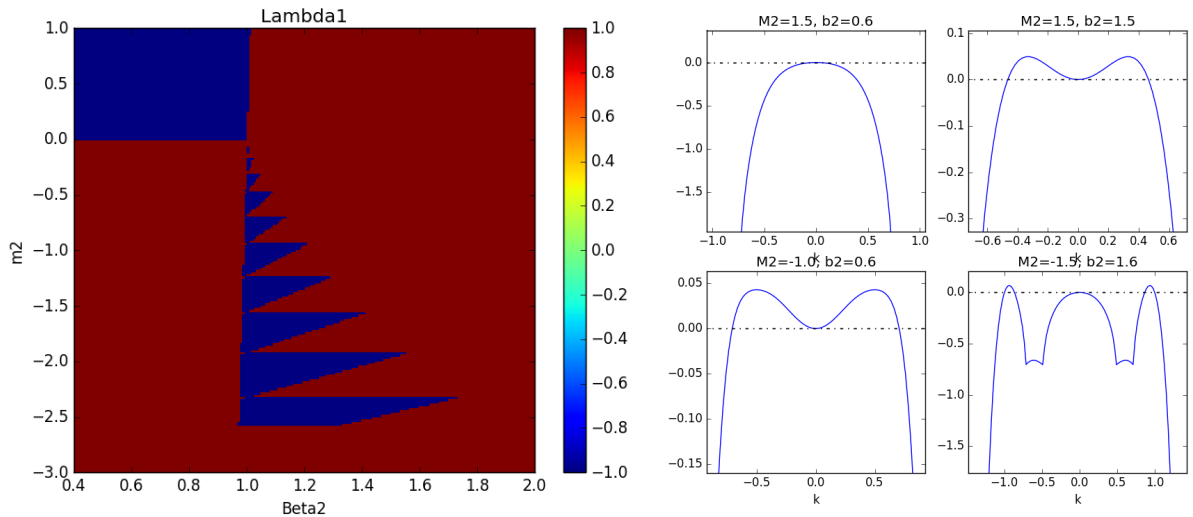 Lambda1
1.0
0.5
0.0
−0.5
−1.0
−1.5
−2.0
−2.5
−3.0
m2
0.4 0.6 0.8 1.0 1.2 1.4 1.6 1.8 2.0
Beta2
1.0
0.8
0.6
0.4
0.2
0.0
−0.2
−0.4
−0.6
−0.8
−1.0
M2=1.5, b2=0.6
0.0
−0.5
−1.0
−1.5
−1.0 −0.5 0.0 0.5 1.0
k
M2=1.5, b2=1.5
0.1
0.0
−0.1
−0.2
−0.3
−0.6 −0.4 −0.2 0.0 0.2 0.4 0.6
k
M2=-1.0, b2=0.6
0.05
0.00
−0.05
−0.10
−0.15
−0.5 0.0 0.5
k
M2=-1.5, b2=1.6
0.0
−0.5
−1.0
−1.5
−1.0 −0.5 0.0 0.5 1.0
k